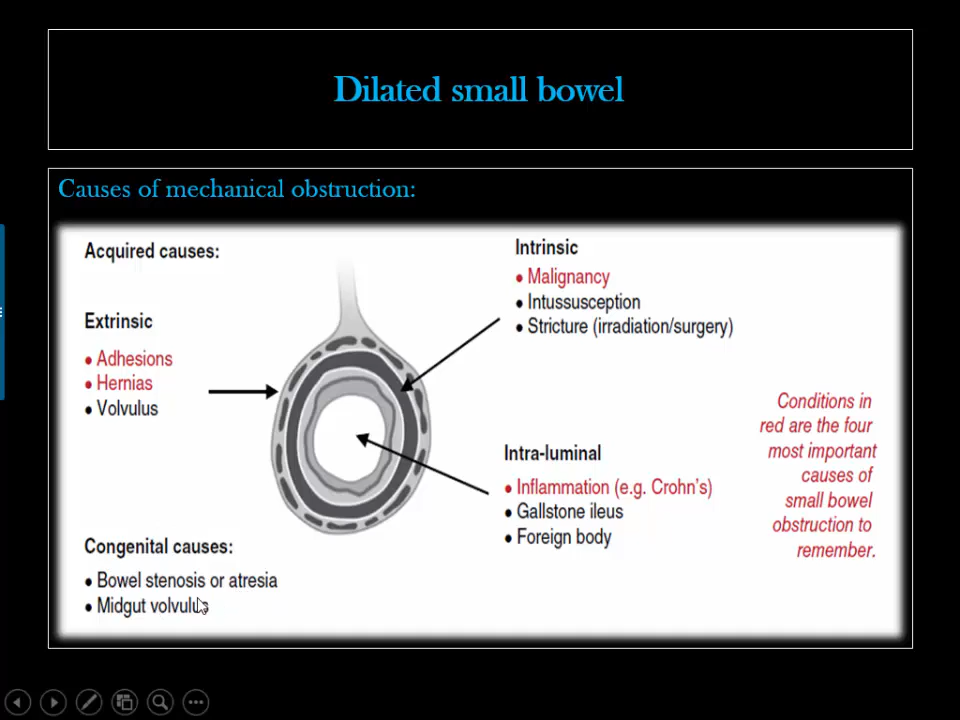 Dilated small bowel
Causes of mechanical obstruction:
Acquired causes:
Extrinsic
• Adhesions
• Hernias
• Volvulus
Congenital causes:
• Bowel stenosis or atresia
• Midgut volvulus
Intrinsic
• Malignancy
• Intussusception
• Stricture (irradiation/surgery)
Intra-luminal
• Inflammation (e.g. Crohn's)
• Gallstone ileus
• Foreign body
Conditions in
red are the four
most important
causes of
small bowel
obstruction to
remember.